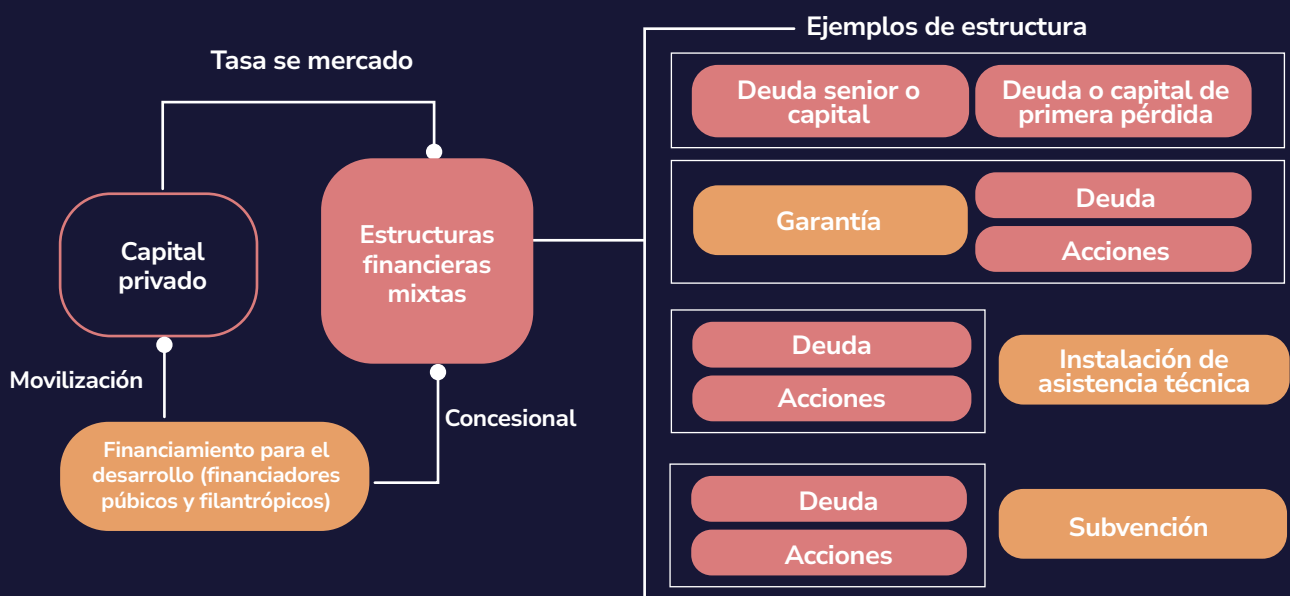 Tasa se mercado
Capital
privado
Estructuras
financieras
mixtas
Movilización
Concesional
Financiamiento para el
desarrollo (financiadores
púbicos y filantrópicos)
Ejemplos de estructura
Deuda senior o
capital
Deuda o capital de
primera pérdida
Garantía
Deuda
Acciones
Deuda
Acciones
Instalación de
asistencia técnica
Deuda
Acciones
Subvención